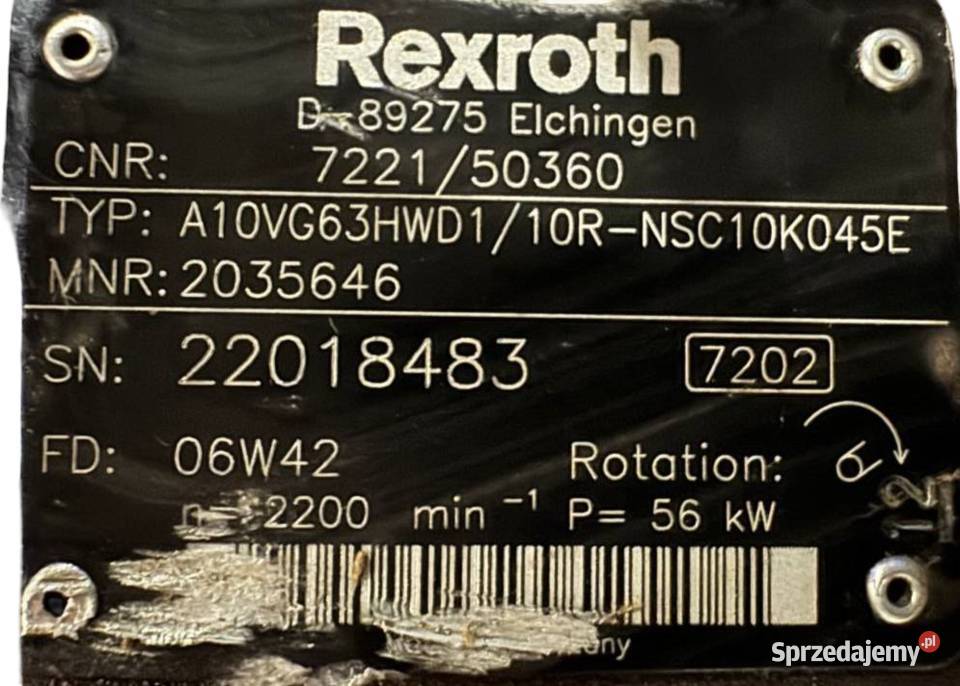 Rexroth
D-89275 Elchingen
CNR: 7221/50360
TYP: A10VG63HWD1/10R-NSC10K045E
MNR: 2035646
SN: 22018483 7202
FD: 06W42 Rotation:
n= 2200 min⁻¹ P= 56 kW
12
Sprzedajemy.pl